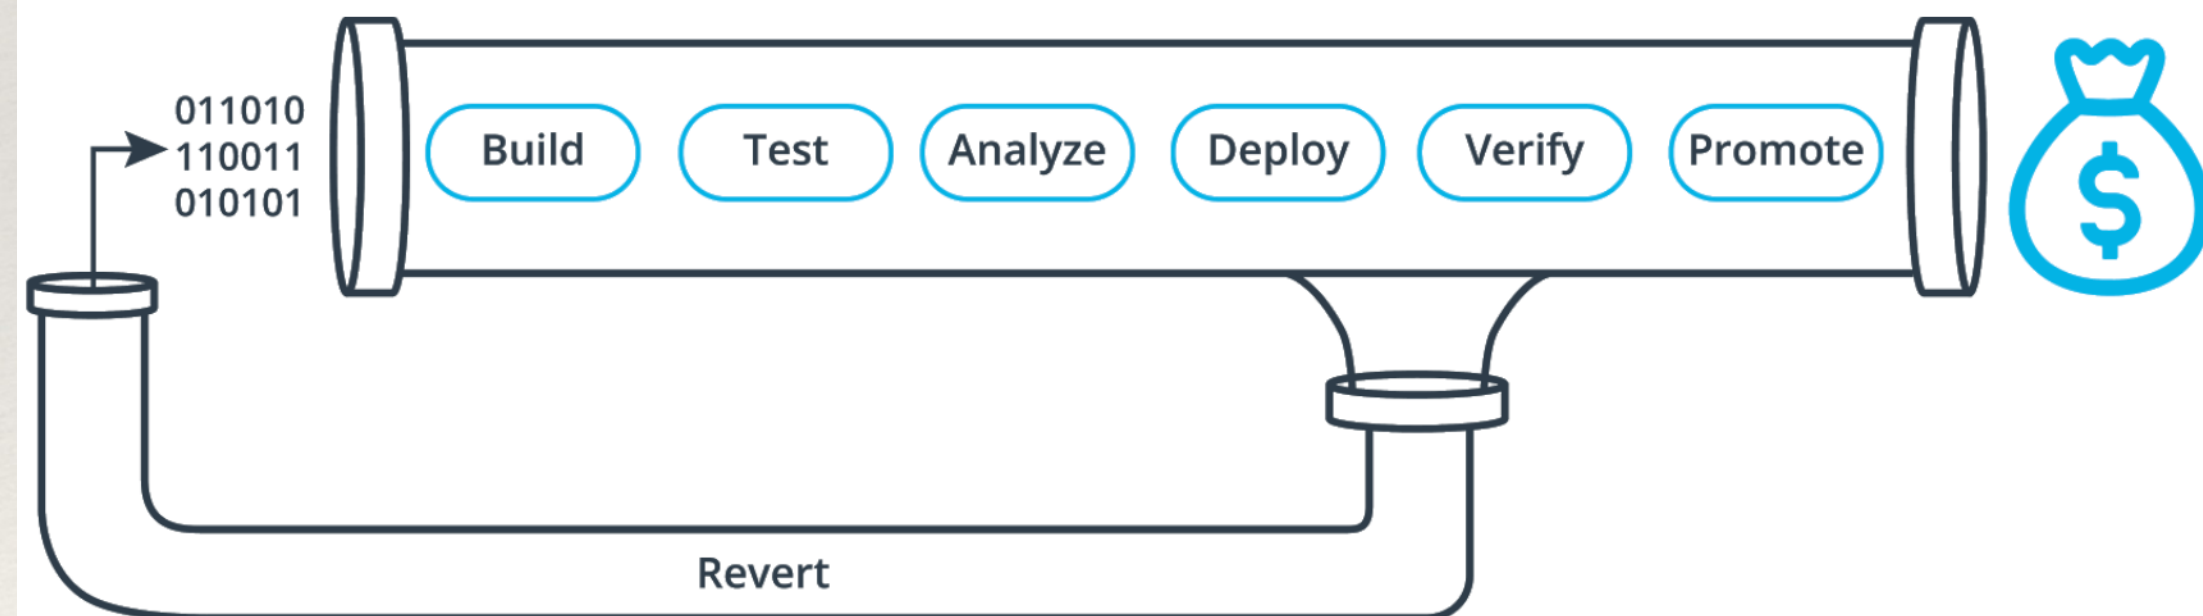 011010
110011
010101
Build Test Analyze Deploy Verify Promote
$
Revert